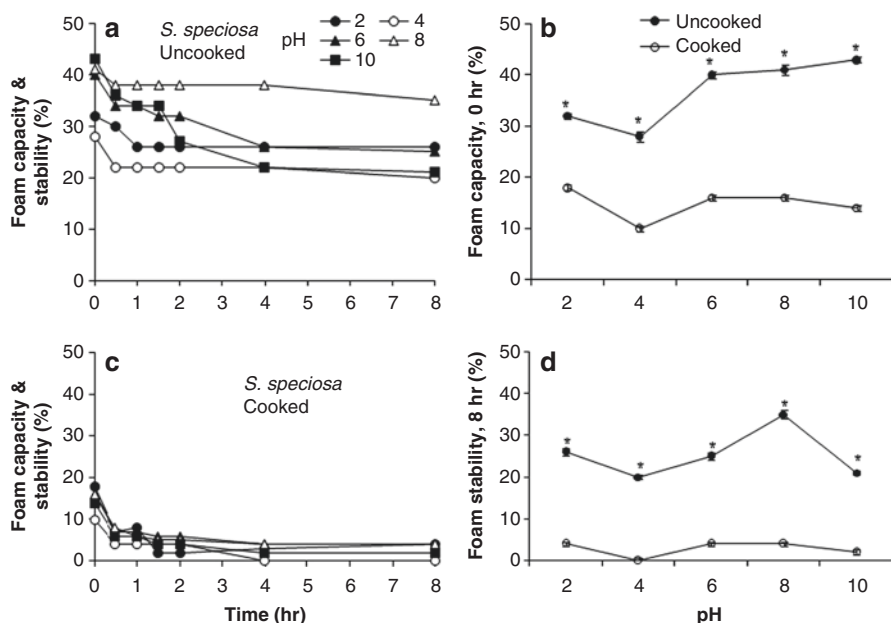 a
S. speciosa
Uncooked
pH
2
4
6
8
10
Foam capacity &
stability (%)
50
40
30
20
10
0
0 1 2 3 4 5 6 7 8
b
Uncooked
Cooked
Foam capacity, 0 hr (%)
50
40
30
20
10
0
* * * * *
2 4 6 8 10
c
S. speciosa
Cooked
Foam capacity &
stability (%)
50
40
30
20
10
0
0 1 2 3 4 5 6 7 8
Time (hr)
d
Foam stability, 8 hr (%)
50
40
30
20
10
0
* * * * *
2 4 6 8 10
pH